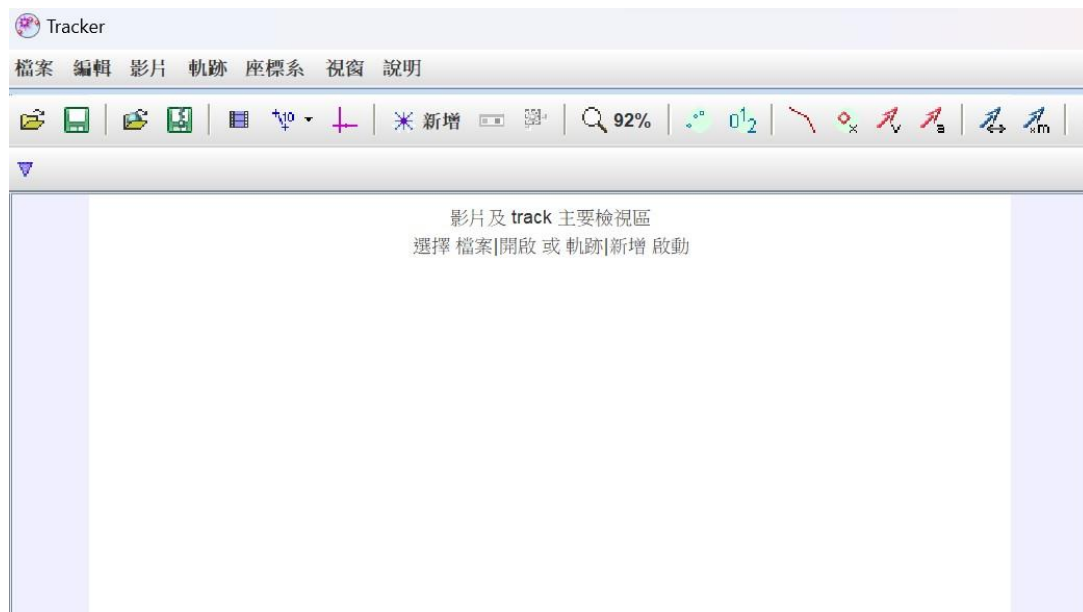 Tracker
檔案 編輯 影片 軌跡 座標系 視窗 說明
新增 92%
影片及 track 主要檢視區
選擇 檔案|開啟 或 軌跡|新增 啟動